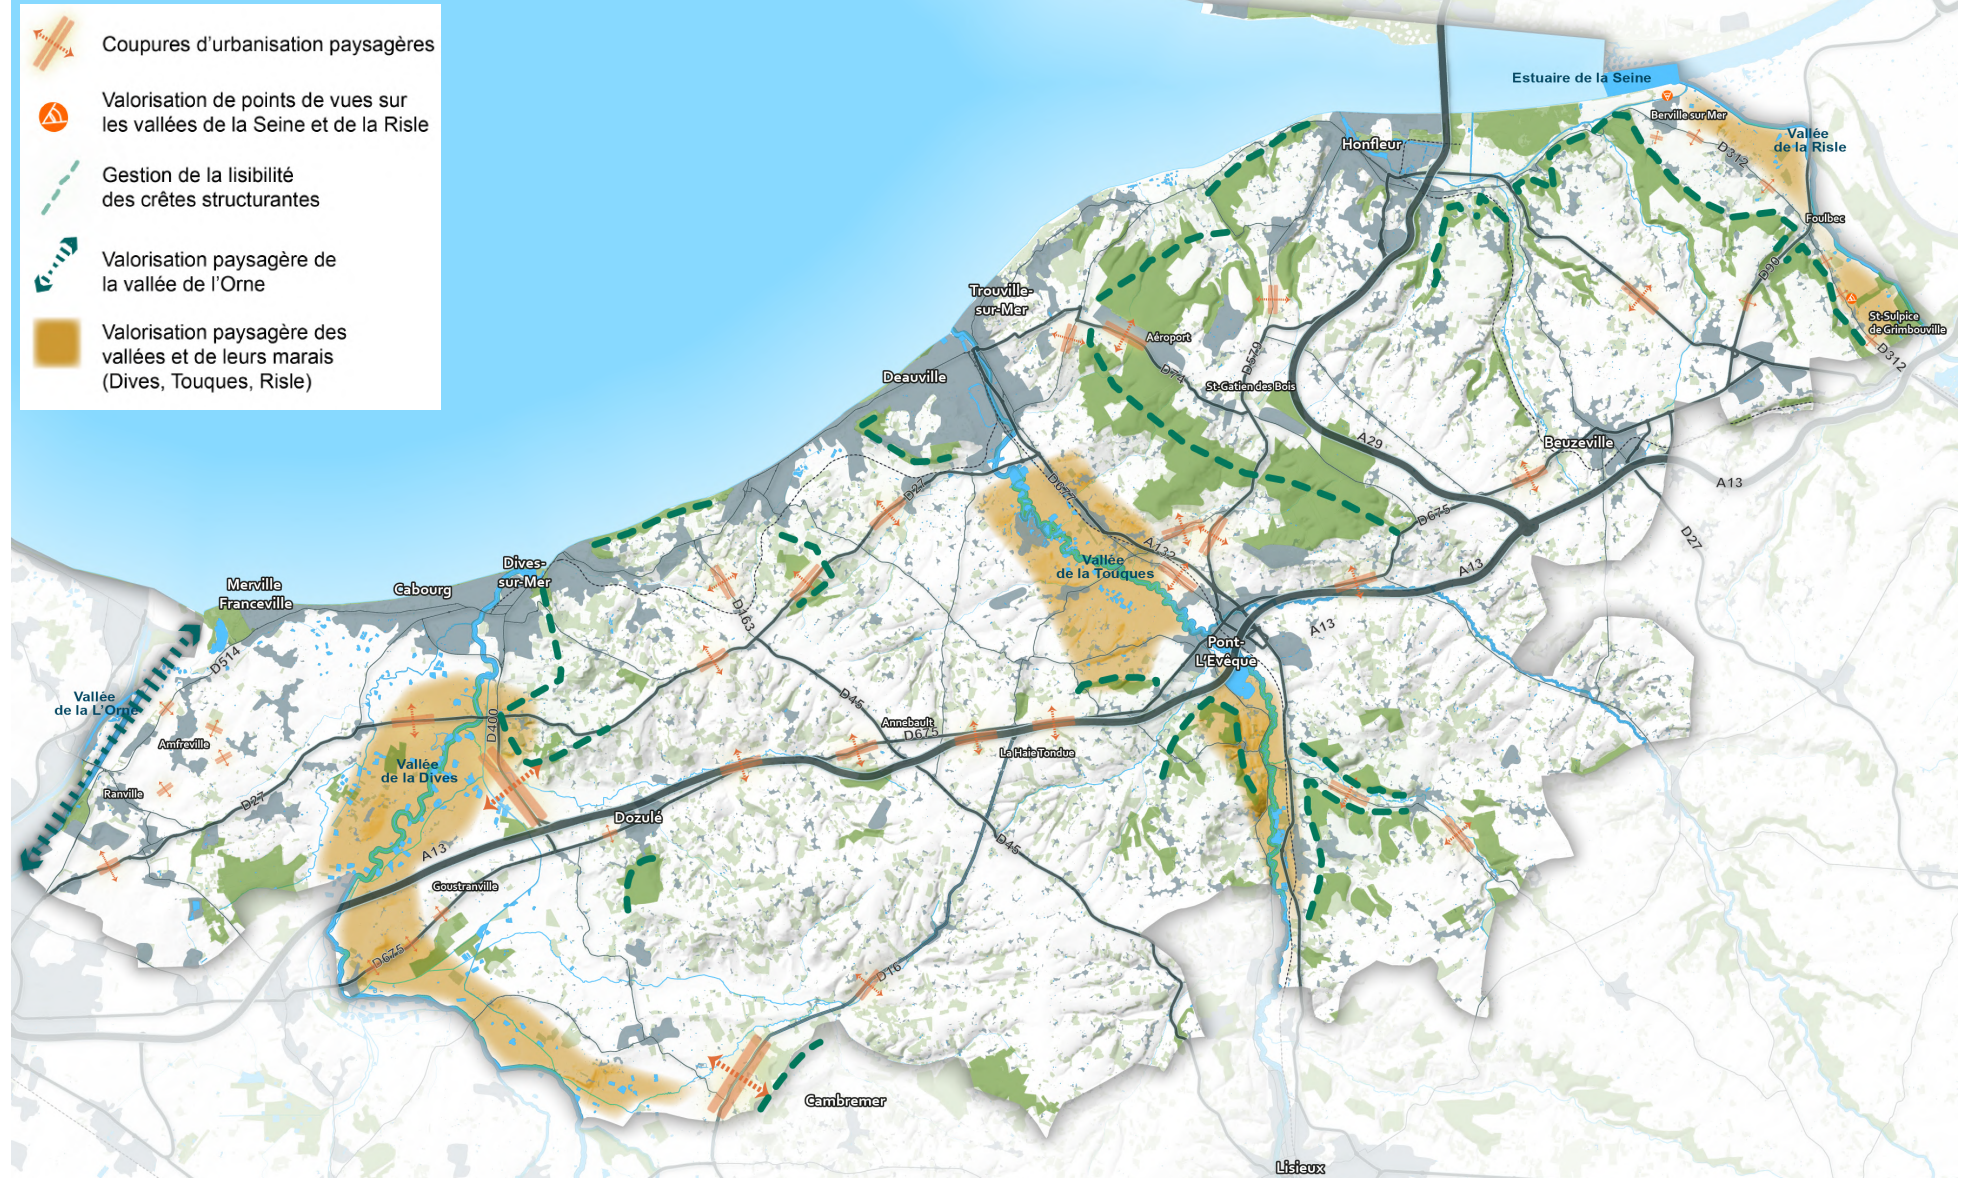 Coupures d'urbanisation paysagères
Valorisation de points de vues sur
les vallées de la Seine et de la Risle
Gestion de la lisibilité
des crêtes structurantes
Valorisation paysagère de
la vallée de l'Orne
Valorisation paysagère des
vallées et de leurs marais
(Dives, Touques, Risle)
Estuaire de la Seine
Berville sur Mer
Vallée
de la Risle
Honfleur
D312
Foulbec
D90
Trouville-
sur-Mer
Aéroport
St-Sulpice
de Grimbouville
D312
D579
D74
St-Gatien des Bois
Deauville
A29
Beuzeville
A13
D27
D677
D675
D27
A132
Vallée
de la Touques
A13
Dives-
sur-Mer
Merville
Franceville
Cabourg
D163
A13
Pont-
L'Evêque
D514
Vallée
de la L'Orne
D45
D400
Annebault
D675
La Haie Tondue
Amfreville
Vallée
de la Dives
Ranville
D27
Dozulé
A13
D45
Goustranville
D675
D16
Cambremer
Lisieux